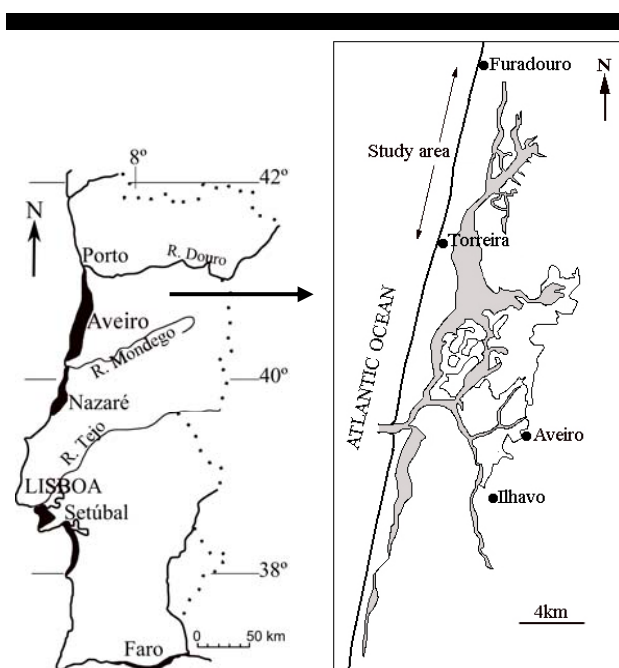 8º
42º
N
Porto
R. Douro
Aveiro
R. Mondego
40º
Nazaré
R. Tejo
LISBOA
Setúbal
38º
0 50 km
Faro
Furadouro
N
Study area
Torreira
ATLANTIC OCEAN
Aveiro
Ilhavo
4km